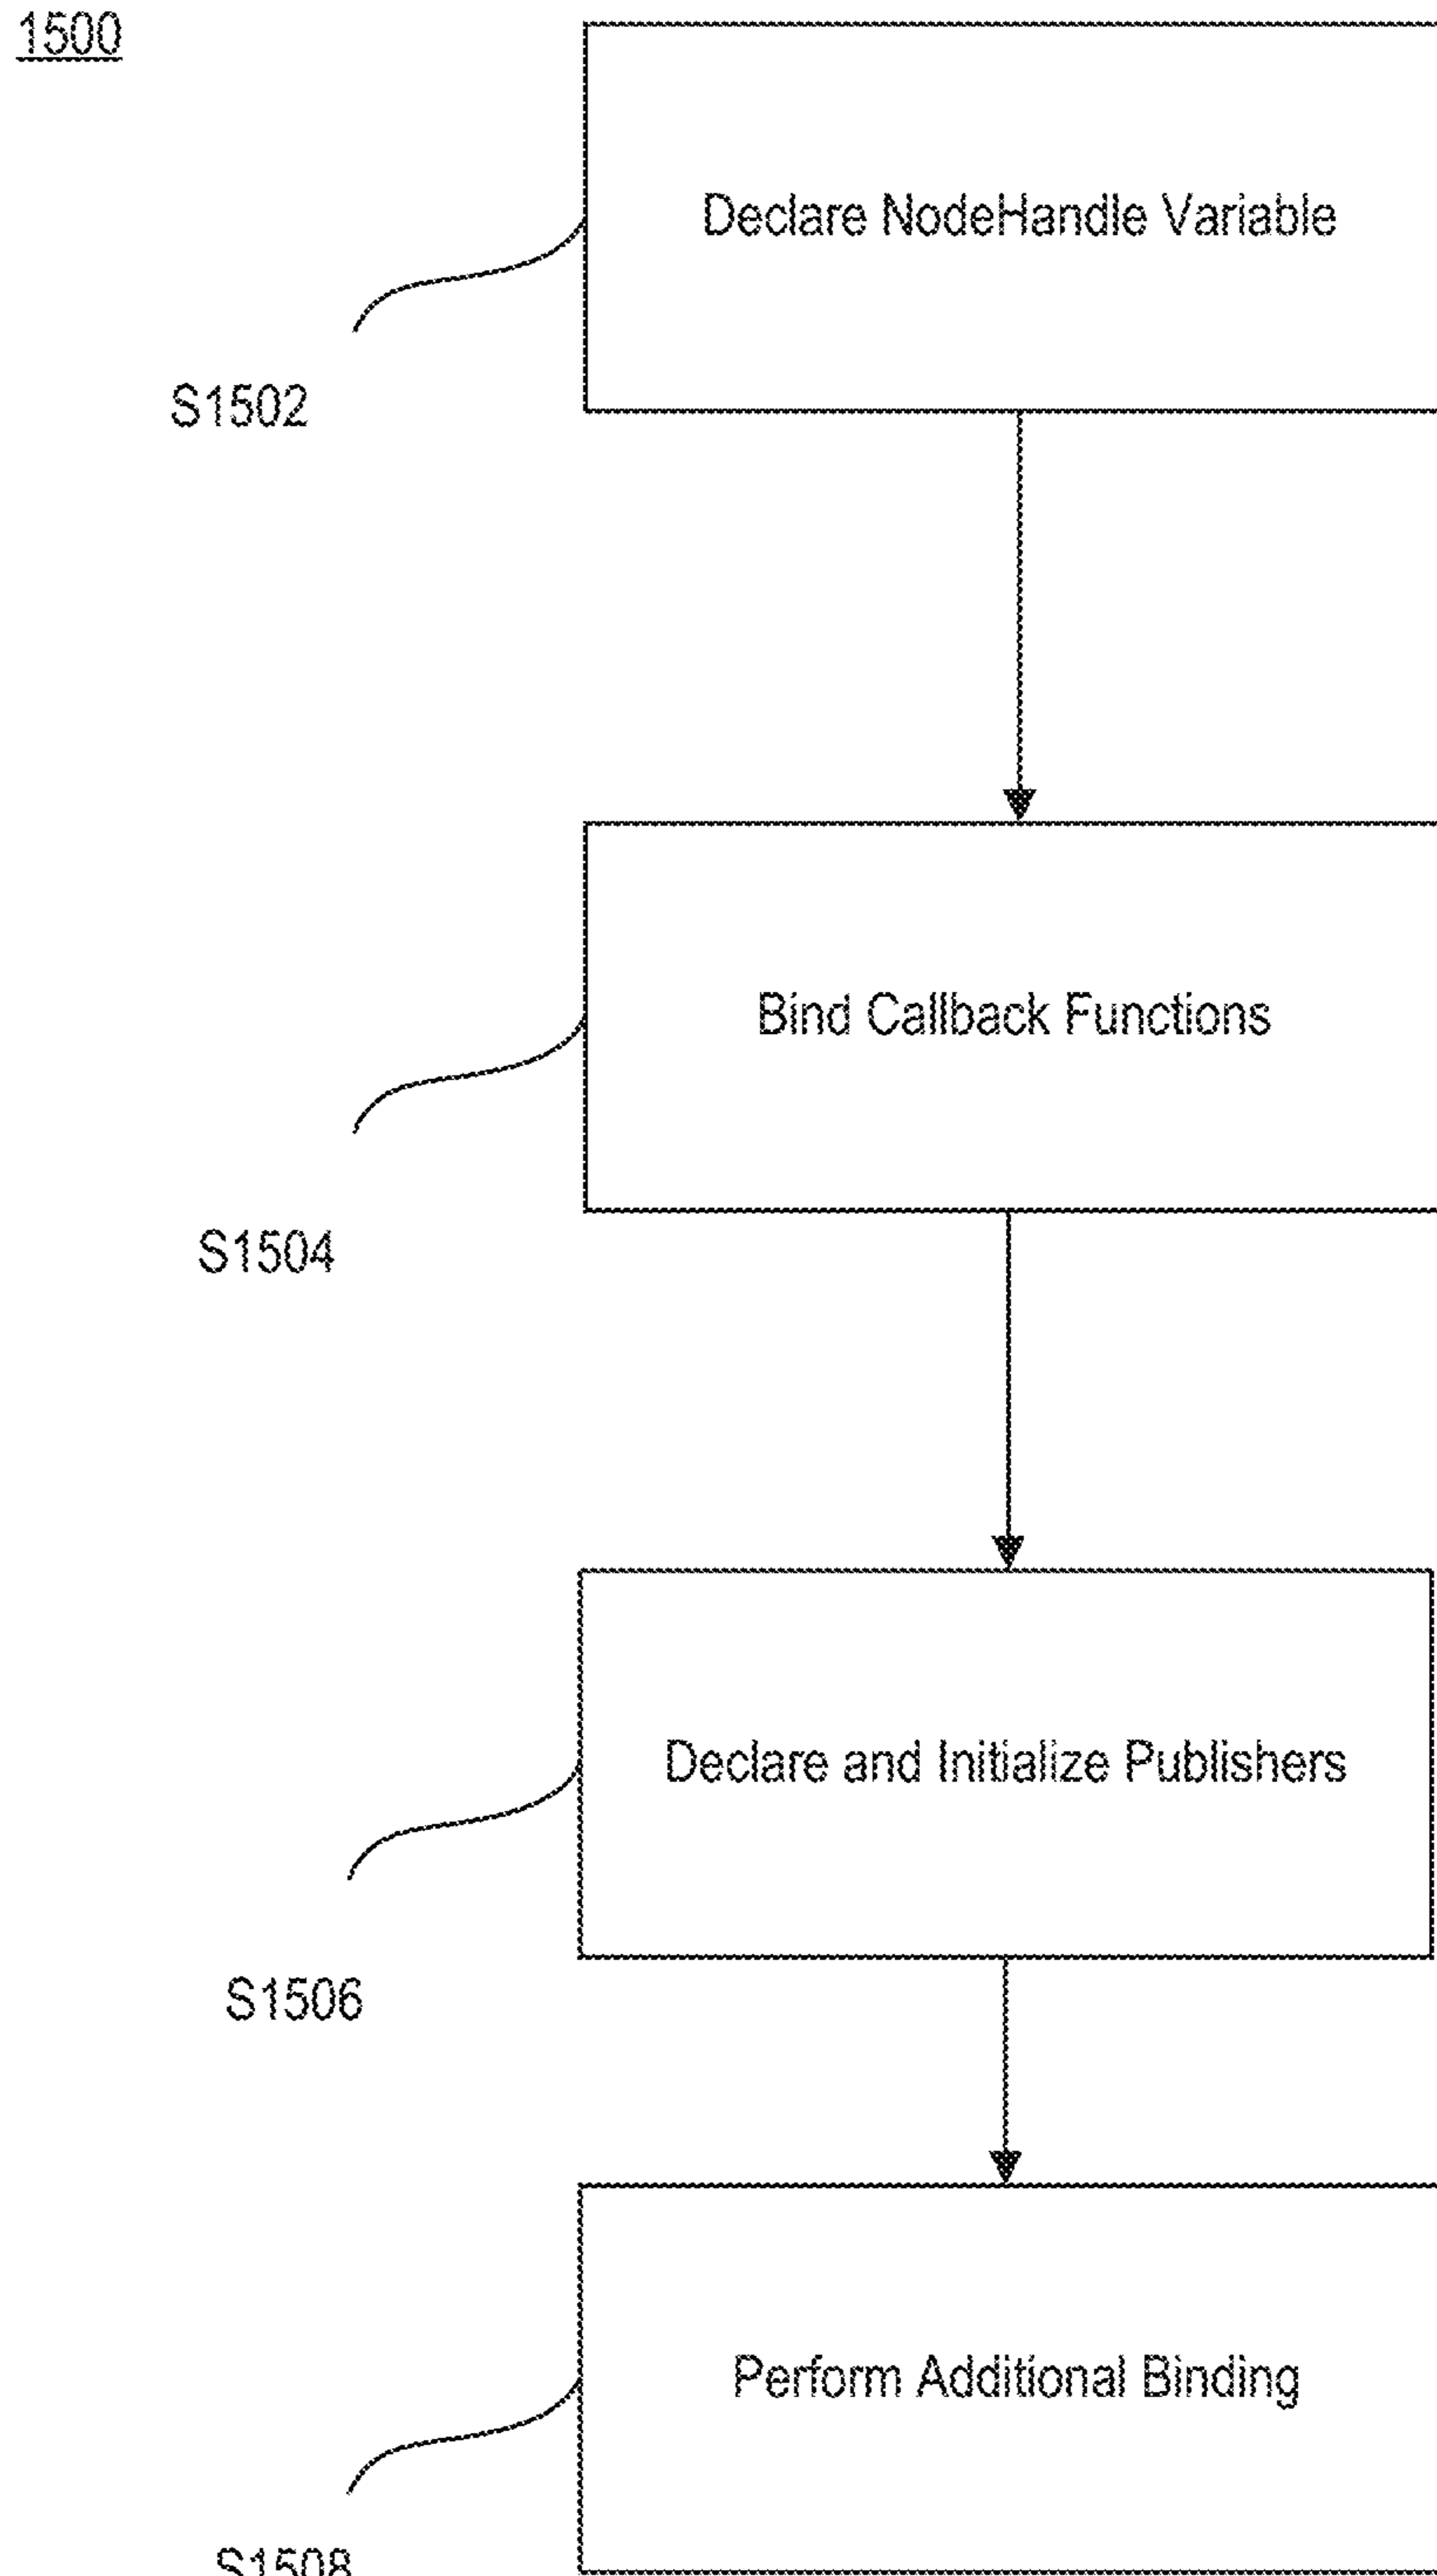 1500
Declare NodeHandle Variable
S1502
Bind Callback Functions
S1504
Declare and Initialize Publishers
S1506
Perform Additional Binding
S1508